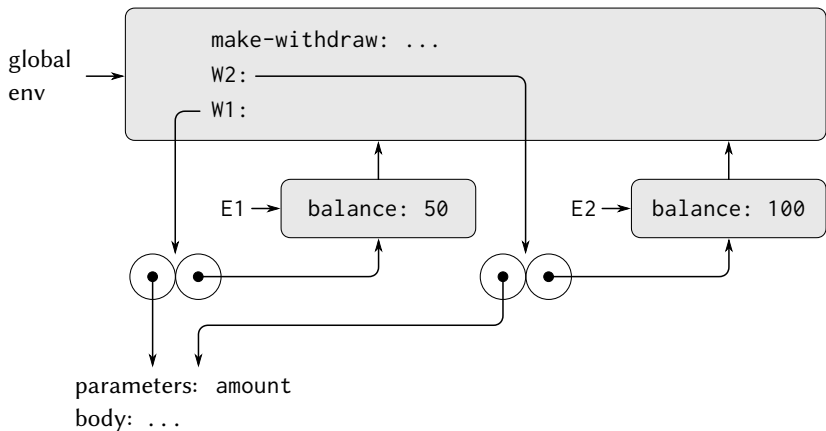 make-withdraw: ...
global
env
W2:
W1:
E1
balance: 50
E2
balance: 100
parameters: amount
body: ...